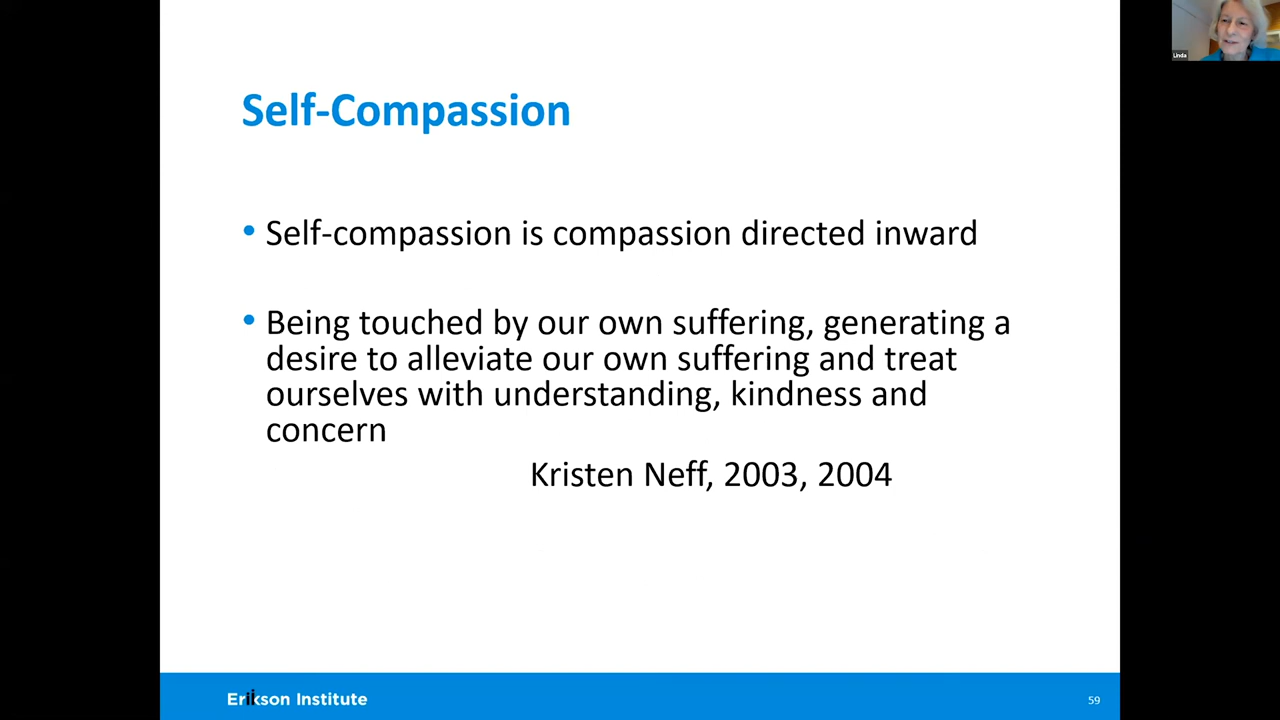 Linda
Self-Compassion
• Self-compassion is compassion directed inward
• Being touched by our own suffering, generating a
desire to alleviate our own suffering and treat
ourselves with understanding, kindness and
concern
Kristen Neff, 2003, 2004
Erikson Institute
59